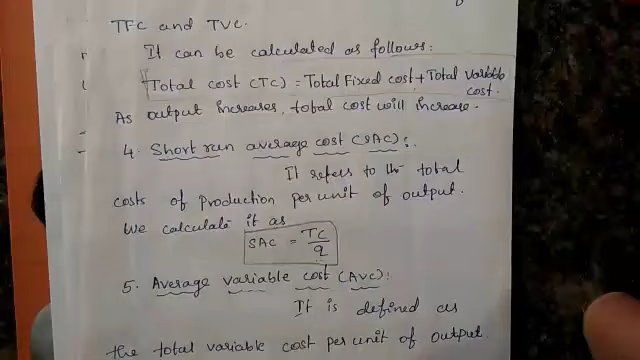 TFC and TVC.
It can be calculated as follows:
Total cost (TC) = Total Fixed cost + Total variable cost.
As output increases, total cost will increase.
4. Short run average cost (SAC):
It refers to the total
costs of production per unit of output.
We calculate it as
SAC = TC/q
5. Average variable cost (AVC):
It is defined as
the total variable cost per unit of output.